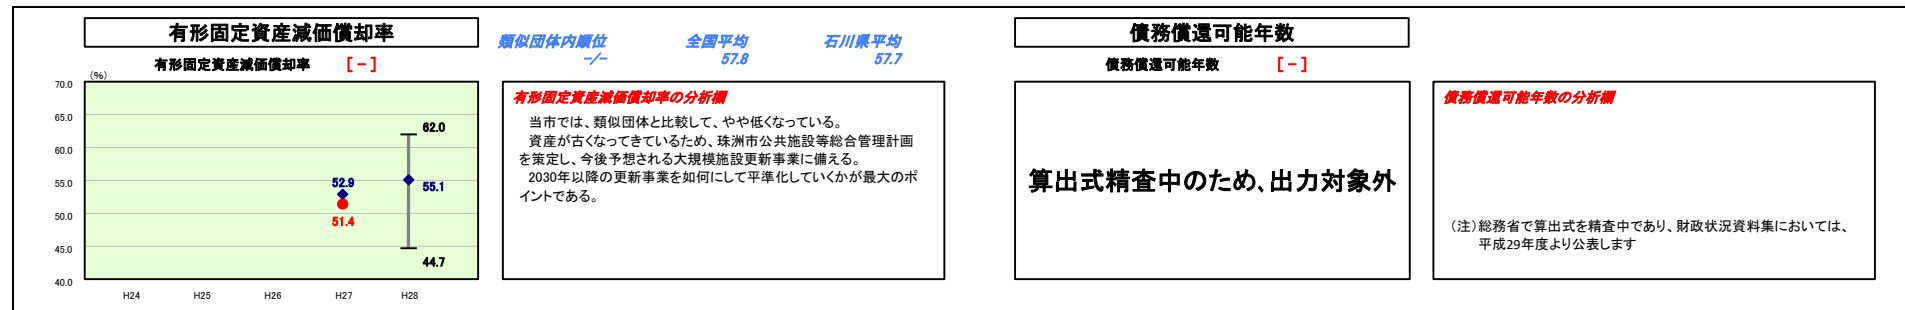 有形固定資産減価償却率
有形固定資産減価償却率 [ - ]
類似団体内順位 全国平均 石川県平均
-/- 57.8 57.7
(%)
70.0
65.0
60.0
55.0
50.0
45.0
40.0
62.0
52.9
55.1
51.4
44.7
H24 H25 H26 H27 H28
有形固定資産減価償却率の分析欄
当市では、類似団体と比較して、やや低くなっている。
資産が古くなってきているため、珠洲市公共施設等総合管理計画
を策定し、今後予想される大規模施設更新事業に備える。
2030年以降の更新事業を如何にして平準化していくかが最大のポ
イントである。
債務償還可能年数
債務償還可能年数 [ - ]
算出式精査中のため、出力対象外
債務償還可能年数の分析欄
（注）総務省で算出式を精査中であり、財政状況資料集においては、
平成29年度より公表します